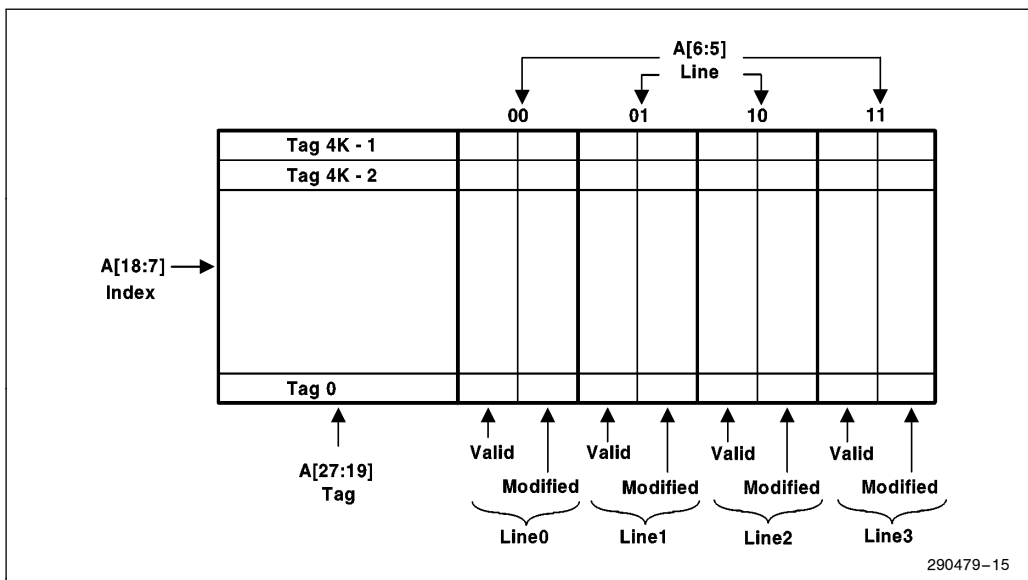 A[6:5]
Line
00 01 10 11
Tag 4K - 1
Tag 4K - 2
A[18:7]
Index
Tag 0
A[27:19]
Tag
Valid Valid Valid Valid
Modified Modified Modified Modified
Line0 Line1 Line2 Line3
290479–15